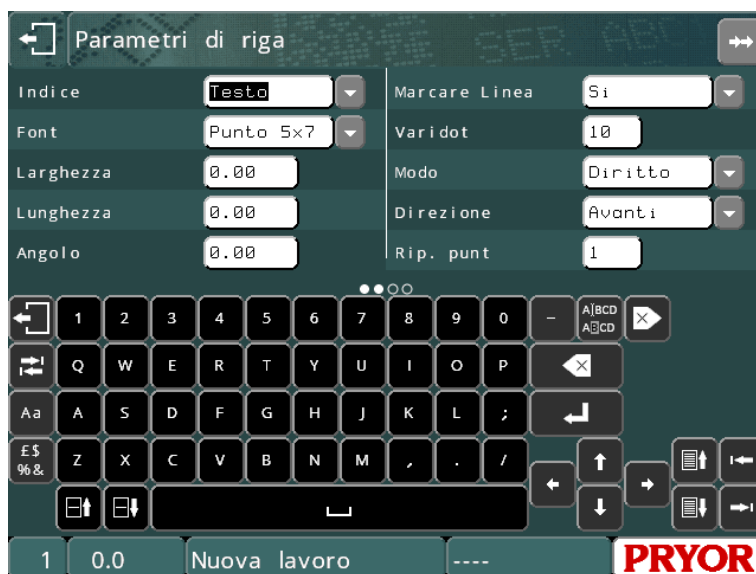 Parametri di riga
Indice Testo Marcare Linea Si
Font Punto 5x7 Varidot 10
Larghezza 0.00 Modo Diritto
Lunghezza 0.00 Direzione Avanti
Angolo 0.00 Rip. punt 1
1 2 3 4 5 6 7 8 9 0 - A]BCD
ABCD
Q W E R T Y U I O P
Aa A S D F G H J K L ;
£$
%& Z X C V B N M , . /
1 0.0 Nuova lavoro ---- PRYOR